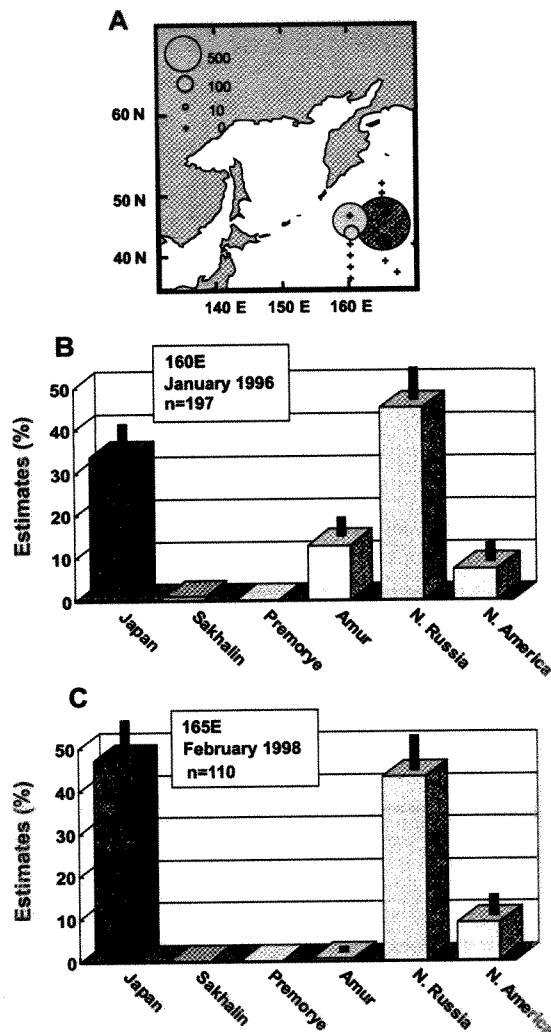 A
500
100
10
0
60 N
50 N
40 N
140 E 150 E 160 E
B
160E
January 1996
n=197
Estimates (%)
50
40
30
20
10
0
Japan
Sakhalin
Premorye
Amur
N. Russia
N. America
C
165E
February 1998
n=110
Estimates (%)
50
40
30
20
10
0
Japan
Sakhalin
Premorye
Amur
N. Russia
N. America